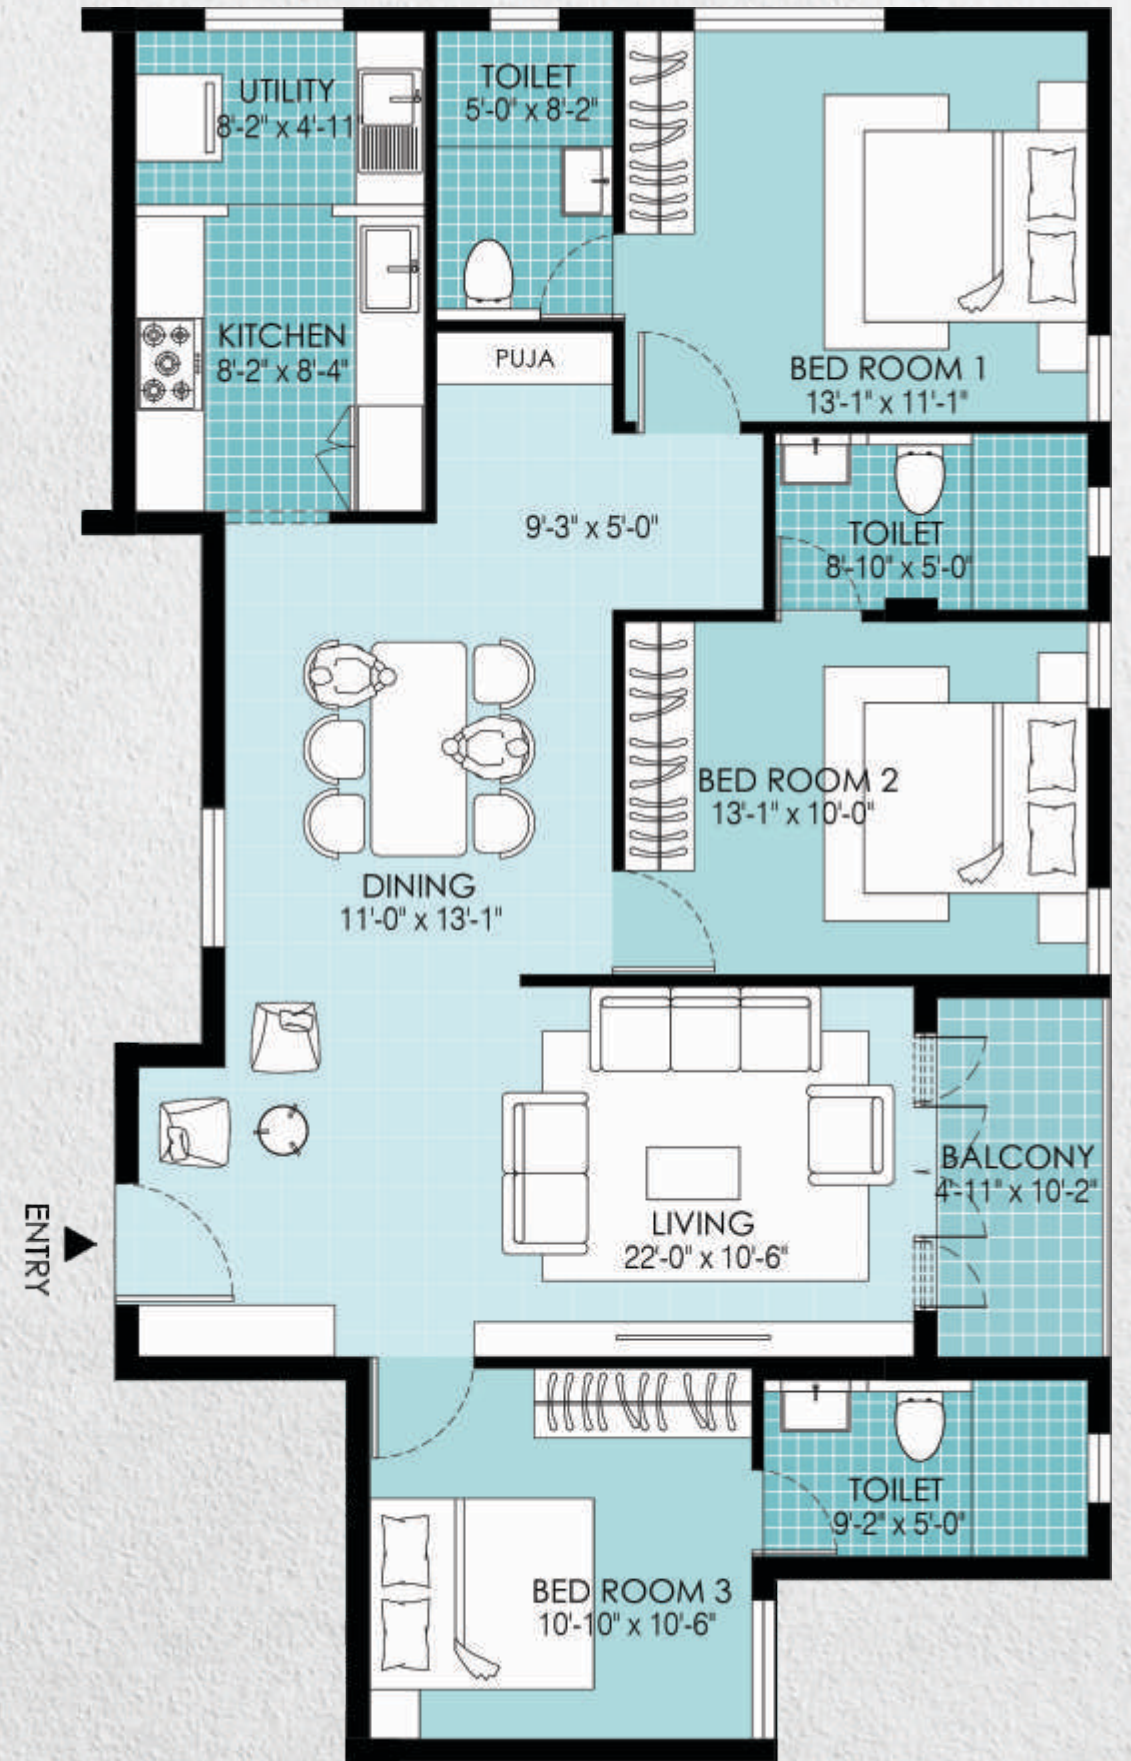 UTILITY
8'-2" x 4'-11"
TOILET
5'-0" x 8'-2"
KITCHEN
8'-2" x 8'-4"
PUJA
BED ROOM 1
13'-1" x 11'-1"
9'-3" x 5'-0"
TOILET
8'-10" x 5'-0"
BED ROOM 2
13'-1" x 10'-0"
DINING
11'-0" x 13'-1"
BALCONY
4'-11" x 10'-2"
LIVING
22'-0" x 10'-6"
ENTRY
TOILET
9'-2" x 5'-0"
BED ROOM 3
10'-10" x 10'-6"